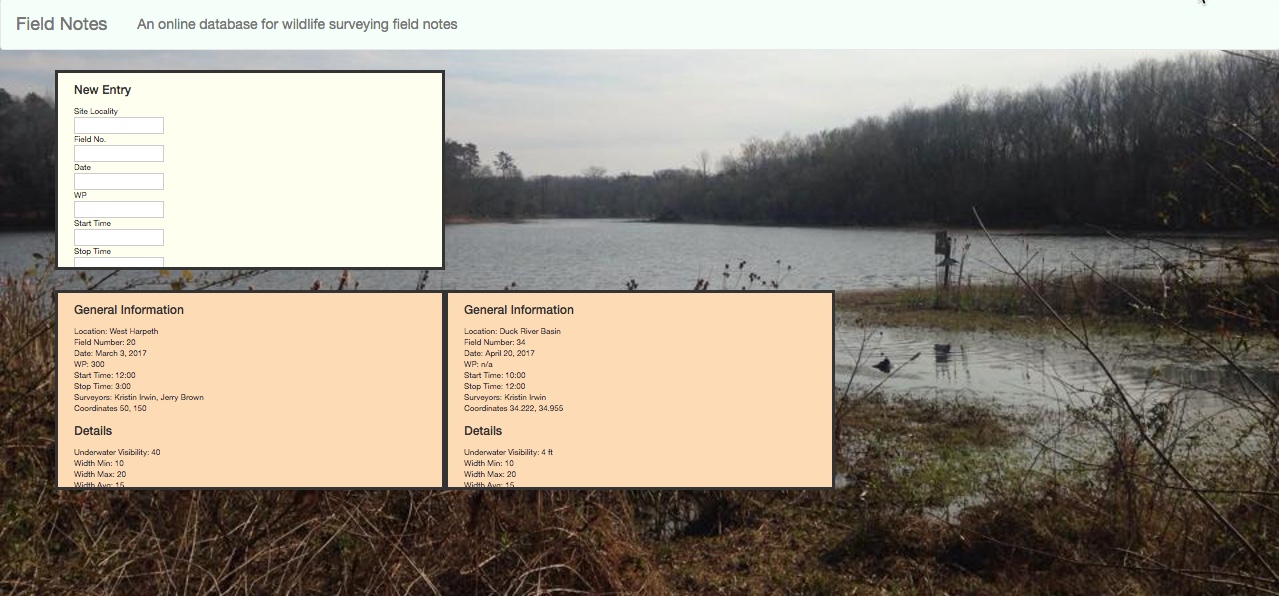 Field Notes
An online database for wildlife surveying field notes
New Entry
Site Locality
Field No.
Date
WP
Start Time
Stop Time
General Information
Location: West Harpeth
Field Number: 20
Date: March 3, 2017
WP: 300
Start Time: 12:00
Stop Time: 3:00
Surveyors: Kristin Irwin, Jerry Brown
Coordinates 50, 150
Details
Underwater Visibility: 40
Width Min: 10
Width Max: 20
Width Avg: 15
General Information
Location: Duck River Basin
Field Number: 34
Date: April 20, 2017
WP: n/a
Start Time: 10:00
Stop Time: 12:00
Surveyors: Kristin Irwin
Coordinates 34.222, 34.955
Details
Underwater Visibility: 4 ft
Width Min: 10
Width Max: 20
Width Avg: 15